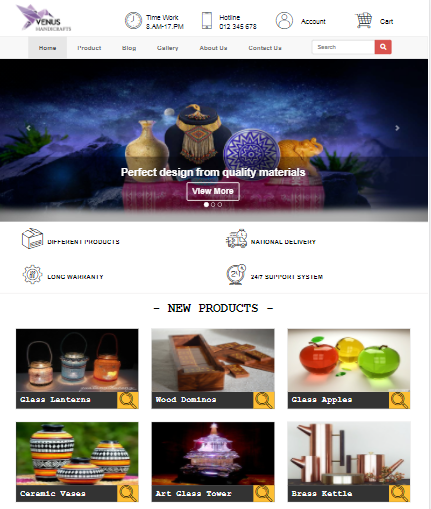 VENUS
HANDICRAFTS
Time Work
8.AM-17.PM
Hotline
012 345 678
Account
Cart
Home Product Blog Gallery About Us Contact Us Search
Perfect design from quality materials
View More
DIFFERENT PRODUCTS
NATIONAL DELIVERY
LONG WARRANTY
24/7 SUPPORT SYSTEM
- NEW PRODUCTS -
Glass Lanterns
Wood Dominos
Glass Apples
Ceramic Vases
Art Glass Tower
Brass Kettle